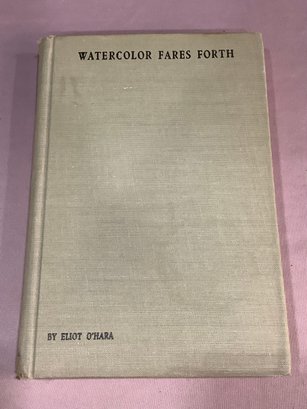 WATERCOLOR FARES FORTH
BY ELIOT O'HARA